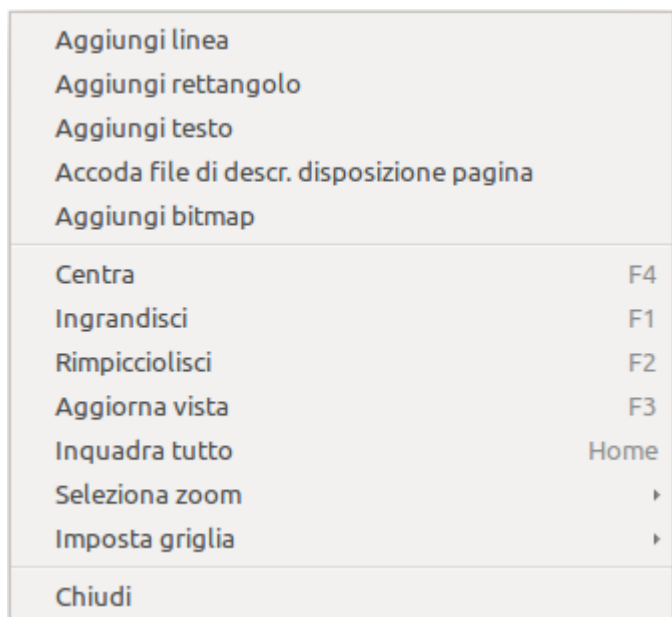 Aggiungi linea
Aggiungi rettangolo
Aggiungi testo
Accoda file di descr. disposizione pagina
Aggiungi bitmap
Centra F4
Ingrandisci F1
Rimpicciolisci F2
Aggiorna vista F3
Inquadra tutto Home
Seleziona zoom
Imposta griglia
Chiudi